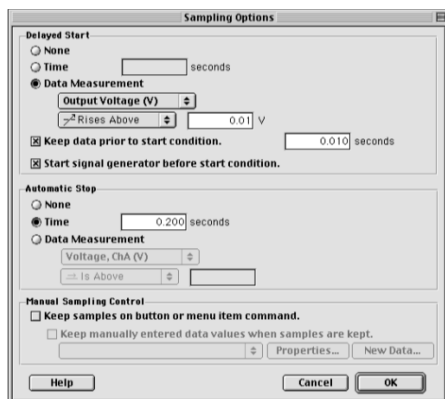 Sampling Options
Delayed Start
None
Time seconds
Data Measurement
Output Voltage (V)
Rises Above 0.01 V
Keep data prior to start condition. 0.010 seconds
Start signal generator before start condition.
Automatic Stop
None
Time 0.200 seconds
Data Measurement
Voltage, ChA (V)
Is Above
Manual Sampling Control
Keep samples on button or menu item command.
Keep manually entered data values when samples are kept.
Properties... New Data...
Help Cancel OK